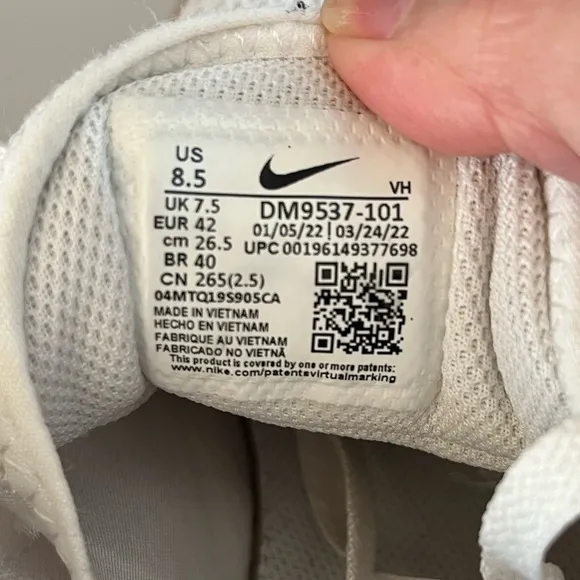 US
8.5
VH
UK 7.5
EUR 42
cm 26.5
BR 40
CN 265(2.5)
DM9537-101
01/05/22 | 03/24/22
UPC 00196149377698
04MTQ19S905CA
MADE IN VIETNAM
HECHO EN VIETNAM
FABRIQUE AU VIETNAM
FABRICADO NO VIETNÃ
This product is covered by one or more patents:
www.nike.com/patentsvirtualmarking